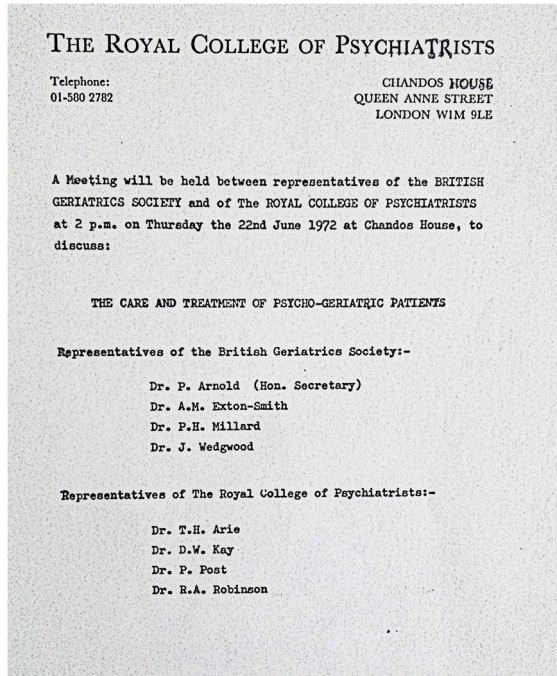 THE ROYAL COLLEGE OF PSYCHIATRISTS
Telephone:
01-580 2782
CHANDOS HOUSE
QUEEN ANNE STREET
LONDON W1M 9LE
A Meeting will be held between representatives of the BRITISH
GERIATRICS SOCIETY and of The ROYAL COLLEGE OF PSYCHIATRISTS
at 2 p.m. on Thursday the 22nd June 1972 at Chandos House, to
discuss:
THE CARE AND TREATMENT OF PSYCHO-GERIATRIC PATIENTS
Representatives of the British Geriatrics Society:-
Dr. P. Arnold (Hon. Secretary)
Dr. A.M. Exton-Smith
Dr. P.H. Millard
Dr. J. Wedgwood
Representatives of The Royal College of Psychiatrists:-
Dr. T.H. Arie
Dr. D.W. Kay
Dr. P. Post
Dr. R.A. Robinson